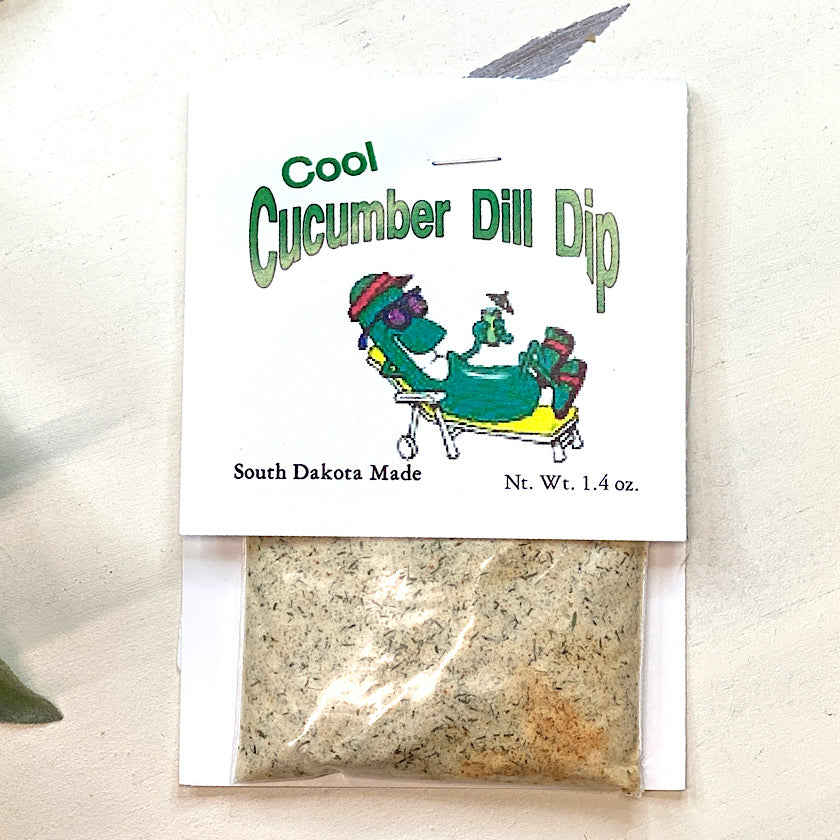 Cool
Cucumber Dill Dip
South Dakota Made
Nt. Wt. 1.4 oz.